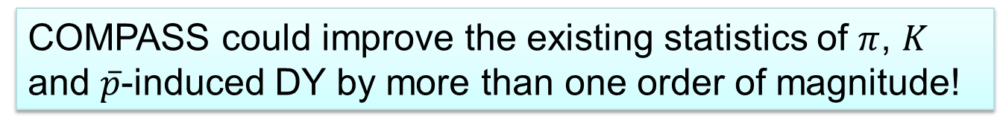 COMPASS could improve the existing statistics of 𝜋, 𝐾
and 𝑝̄-induced DY by more than one order of magnitude!